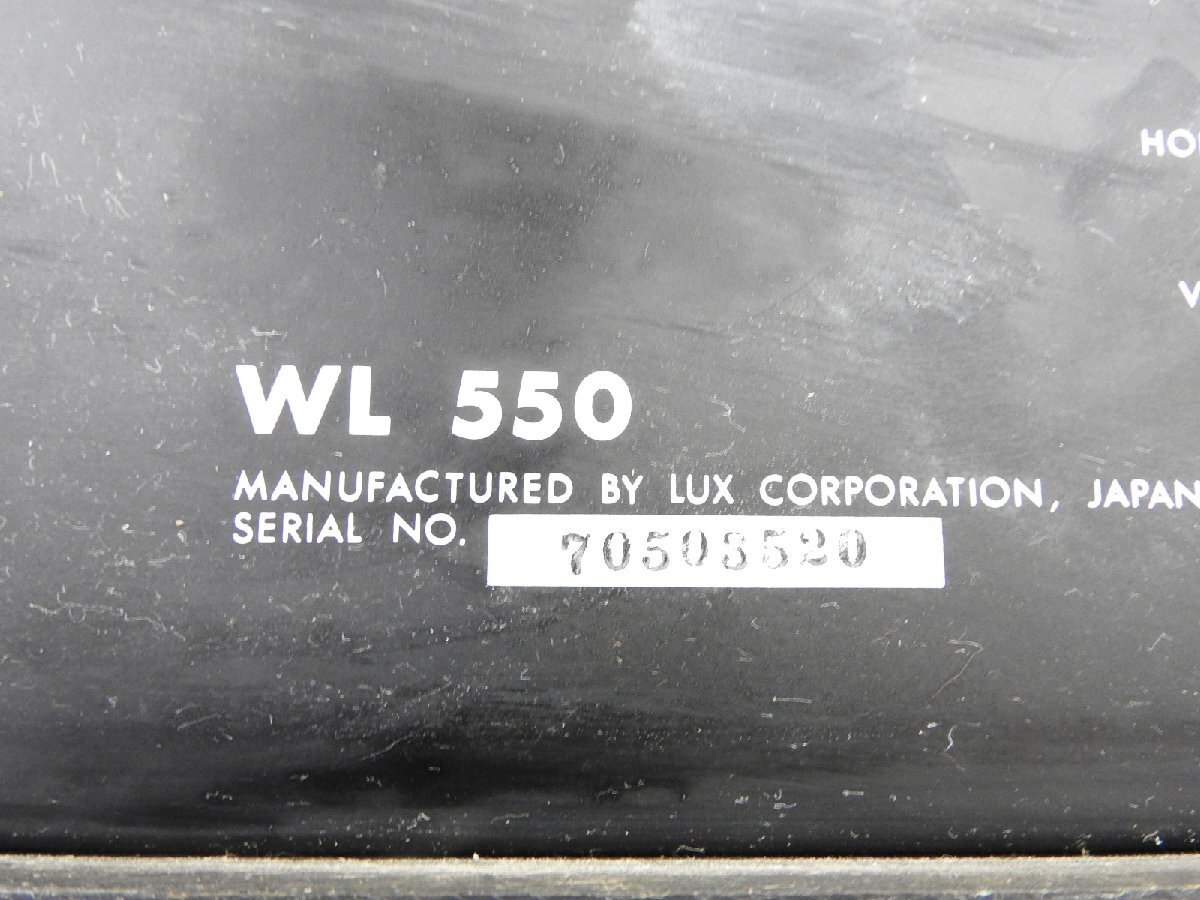 WL 550
MANUFACTURED BY LUX CORPORATION, JAPAN
SERIAL NO. 70503520